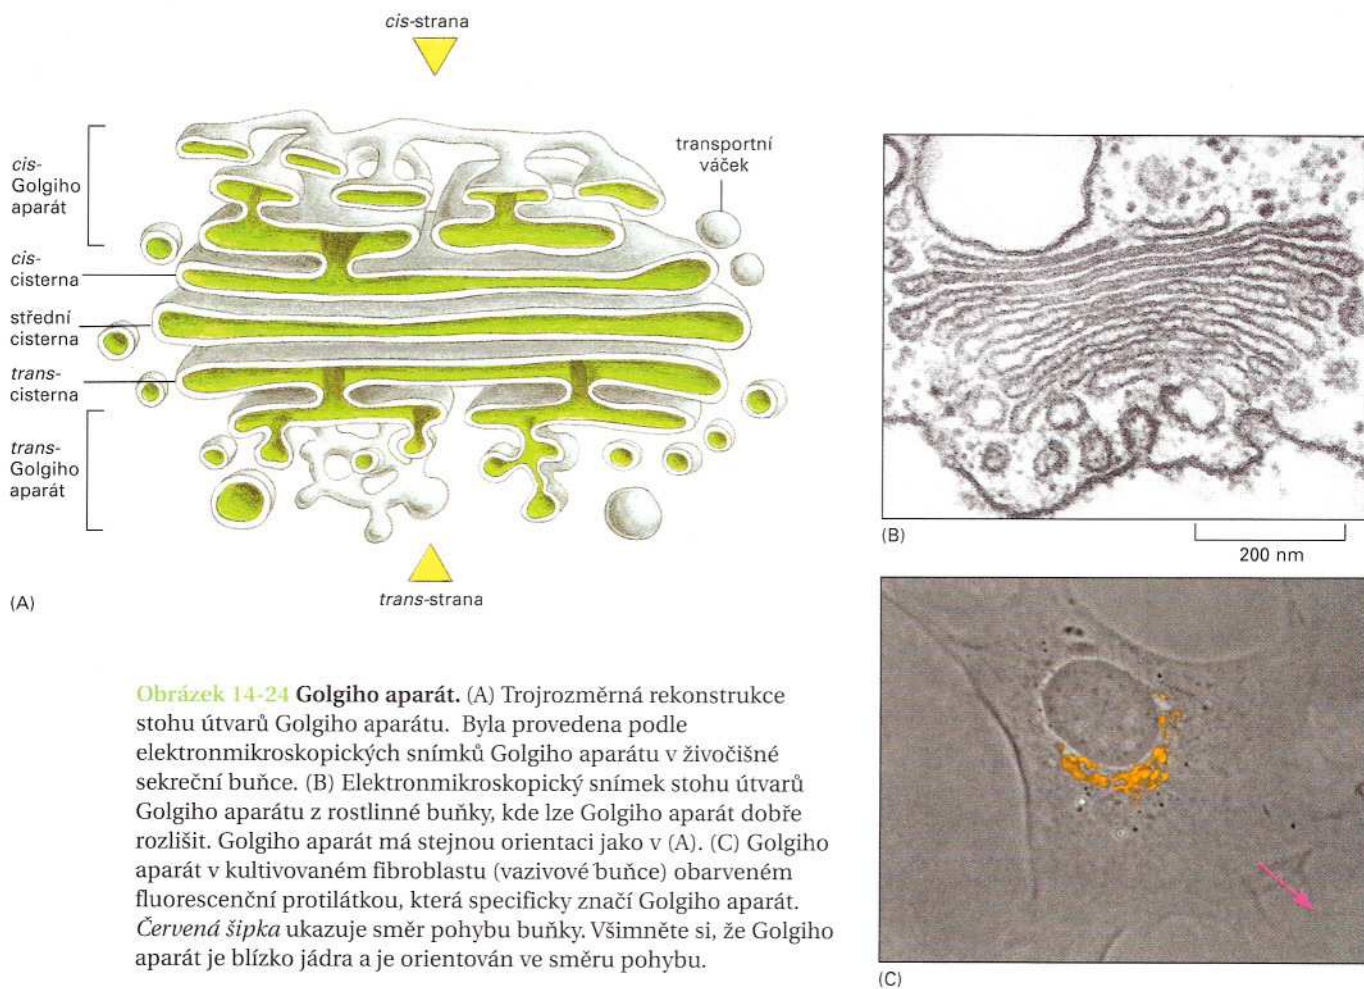 cis-strana
cis-
Golgiho
aparát
cis-
cisterna
střední
cisterna
trans-
cisterna
trans-
Golgiho
aparát
transportní
váček
trans-strana
(A)
(B)
200 nm
(C)
Obrázek 14-24 Golgiho aparát. (A) Trojrozměrná rekonstrukce
stohu útvarů Golgiho aparátu. Byla provedena podle
elektronmikroskopických snímků Golgiho aparátu v živočišné
sekreční buňce. (B) Elektronmikroskopický snímek stohu útvarů
Golgiho aparátu z rostlinné buňky, kde lze Golgiho aparát dobře
rozlišit. Golgiho aparát má stejnou orientaci jako v (A). (C) Golgiho
aparát v kultivovaném fibroblastu (vazivové buňce) obarveném
fluorescenční protilátkou, která specificky značí Golgiho aparát.
Červená šipka ukazuje směr pohybu buňky. Všimněte si, že Golgiho
aparát je blízko jádra a je orientován ve směru pohybu.